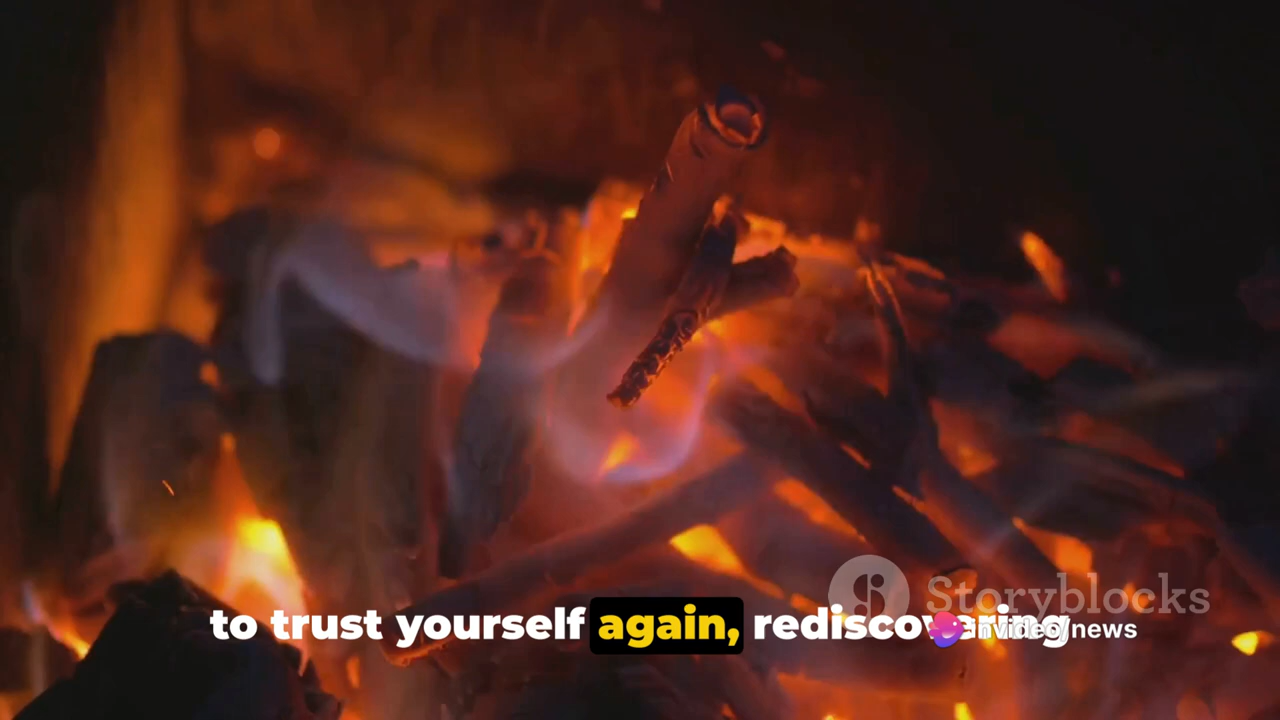 Storyblocks
to trust yourself again, rediscovering
invideo/news